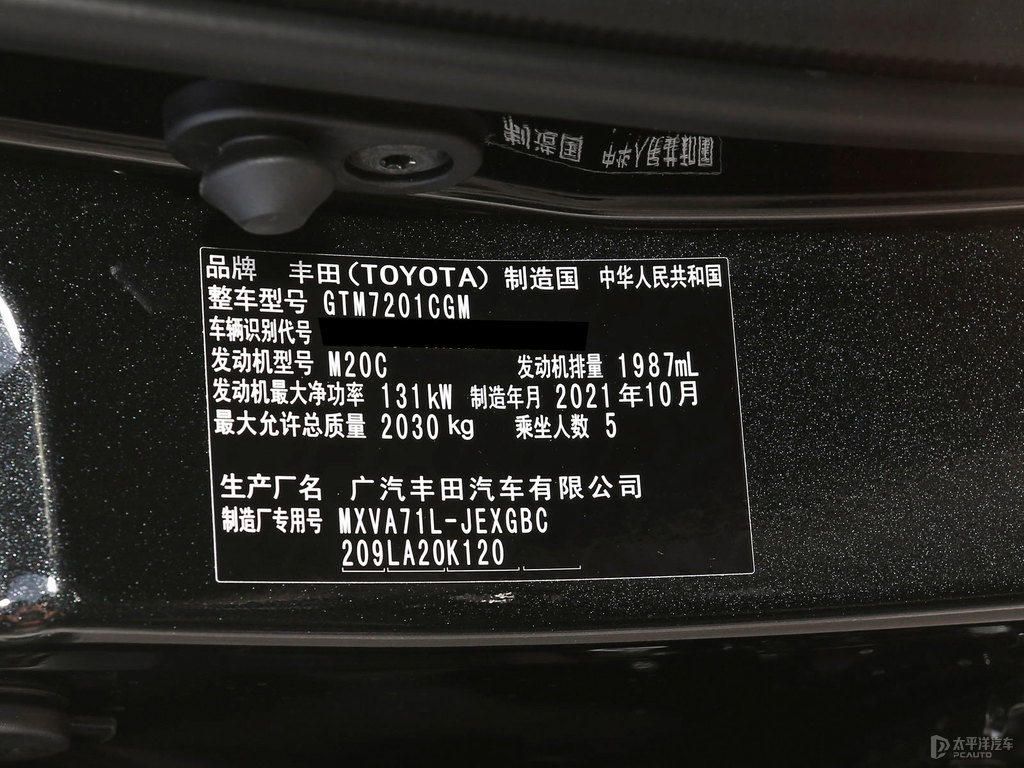 品牌 丰田(TOYOTA) 制造国 中华人民共和国
整车型号 GTM7201CGM
车辆识别代号
发动机型号 M20C 发动机排量 1987mL
发动机最大净功率 131kW 制造年月 2021年10月
最大允许总质量 2030kg 乘坐人数 5
生产厂名 广汽丰田汽车有限公司
制造厂专用号 MXVA71L-JEXGBC
209LA20K120
太平洋汽车
PCAUTO